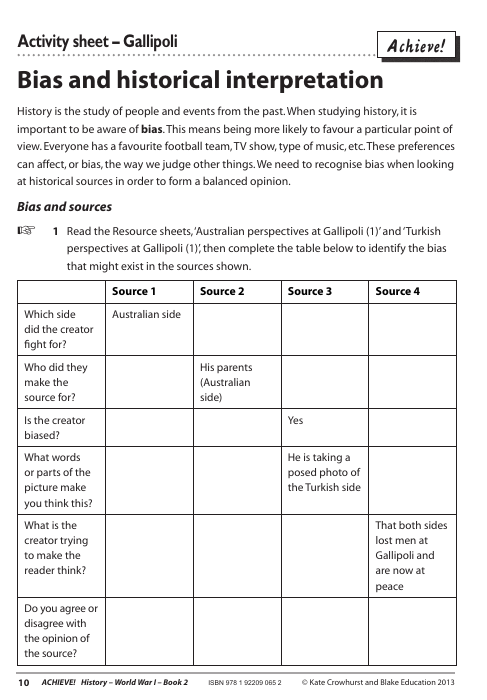 Activity sheet – Gallipoli
Achieve!
Bias and historical interpretation
History is the study of people and events from the past. When studying history, it is
important to be aware of bias. This means being more likely to favour a particular point of
view. Everyone has a favourite football team, TV show, type of music, etc. These preferences
can affect, or bias, the way we judge other things. We need to recognise bias when looking
at historical sources in order to form a balanced opinion.
Bias and sources
1 Read the Resource sheets, 'Australian perspectives at Gallipoli (1)' and 'Turkish
perspectives at Gallipoli (1)', then complete the table below to identify the bias
that might exist in the sources shown.
Source 1 Source 2 Source 3 Source 4
Which side
did the creator
fight for?
Australian side
Who did they
make the
source for?
His parents
(Australian
side)
Is the creator
biased?
Yes
What words
or parts of the
picture make
you think this?
He is taking a
posed photo of
the Turkish side
What is the
creator trying
to make the
reader think?
That both sides
lost men at
Gallipoli and
are now at
peace
Do you agree or
disagree with
the opinion of
the source?
10 ACHIEVE! History – World War I – Book 2 ISBN 978 1 92209 065 2 © Kate Crowhurst and Blake Education 2013